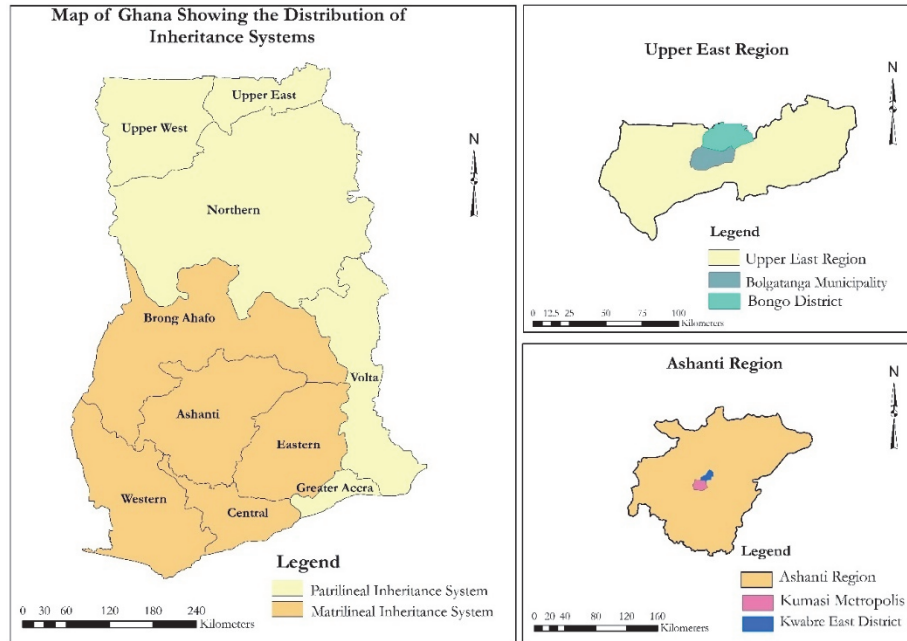 Map of Ghana Showing the Distribution of
Inheritance Systems
Upper East
Upper West
N
Northern
Brong Ahafo
Volta
Ashanti
Eastern
Greater Accra
Western
Central
Legend
Patrilineal Inheritance System
Matrilineal Inheritance System
0 30 60 120 180 240
Kilometers
Upper East Region
N
Legend
Upper East Region
Bolgatanga Municipality
Bongo District
0 12.5 25 50 75 100
Kilometers
Ashanti Region
N
Legend
Ashanti Region
Kumasi Metropolis
Kwabre East District
0 20 40 80 120 160
Kilometers